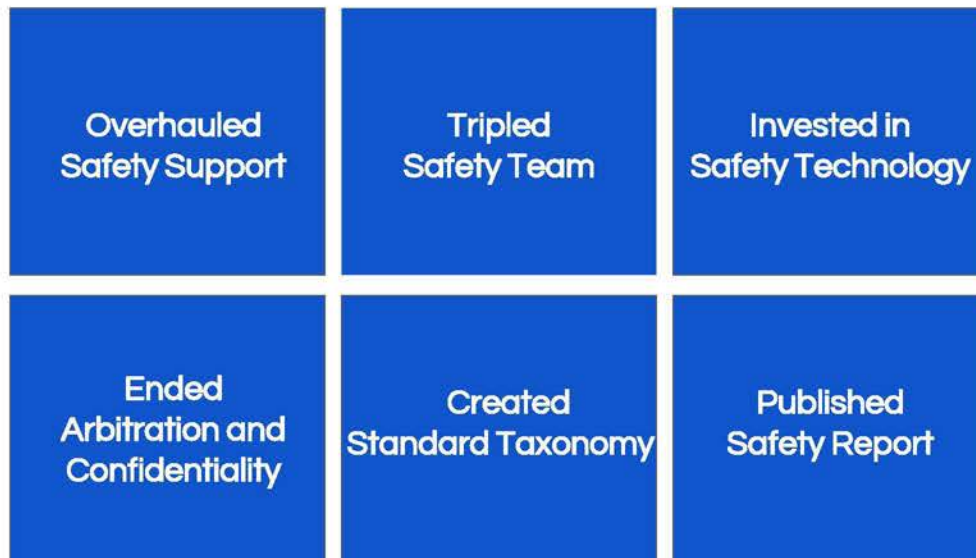 Overhauled
Safety Support
Tripled
Safety Team
Invested in
Safety Technology
Ended
Arbitration and
Confidentiality
Created
Standard Taxonomy
Published
Safety Report